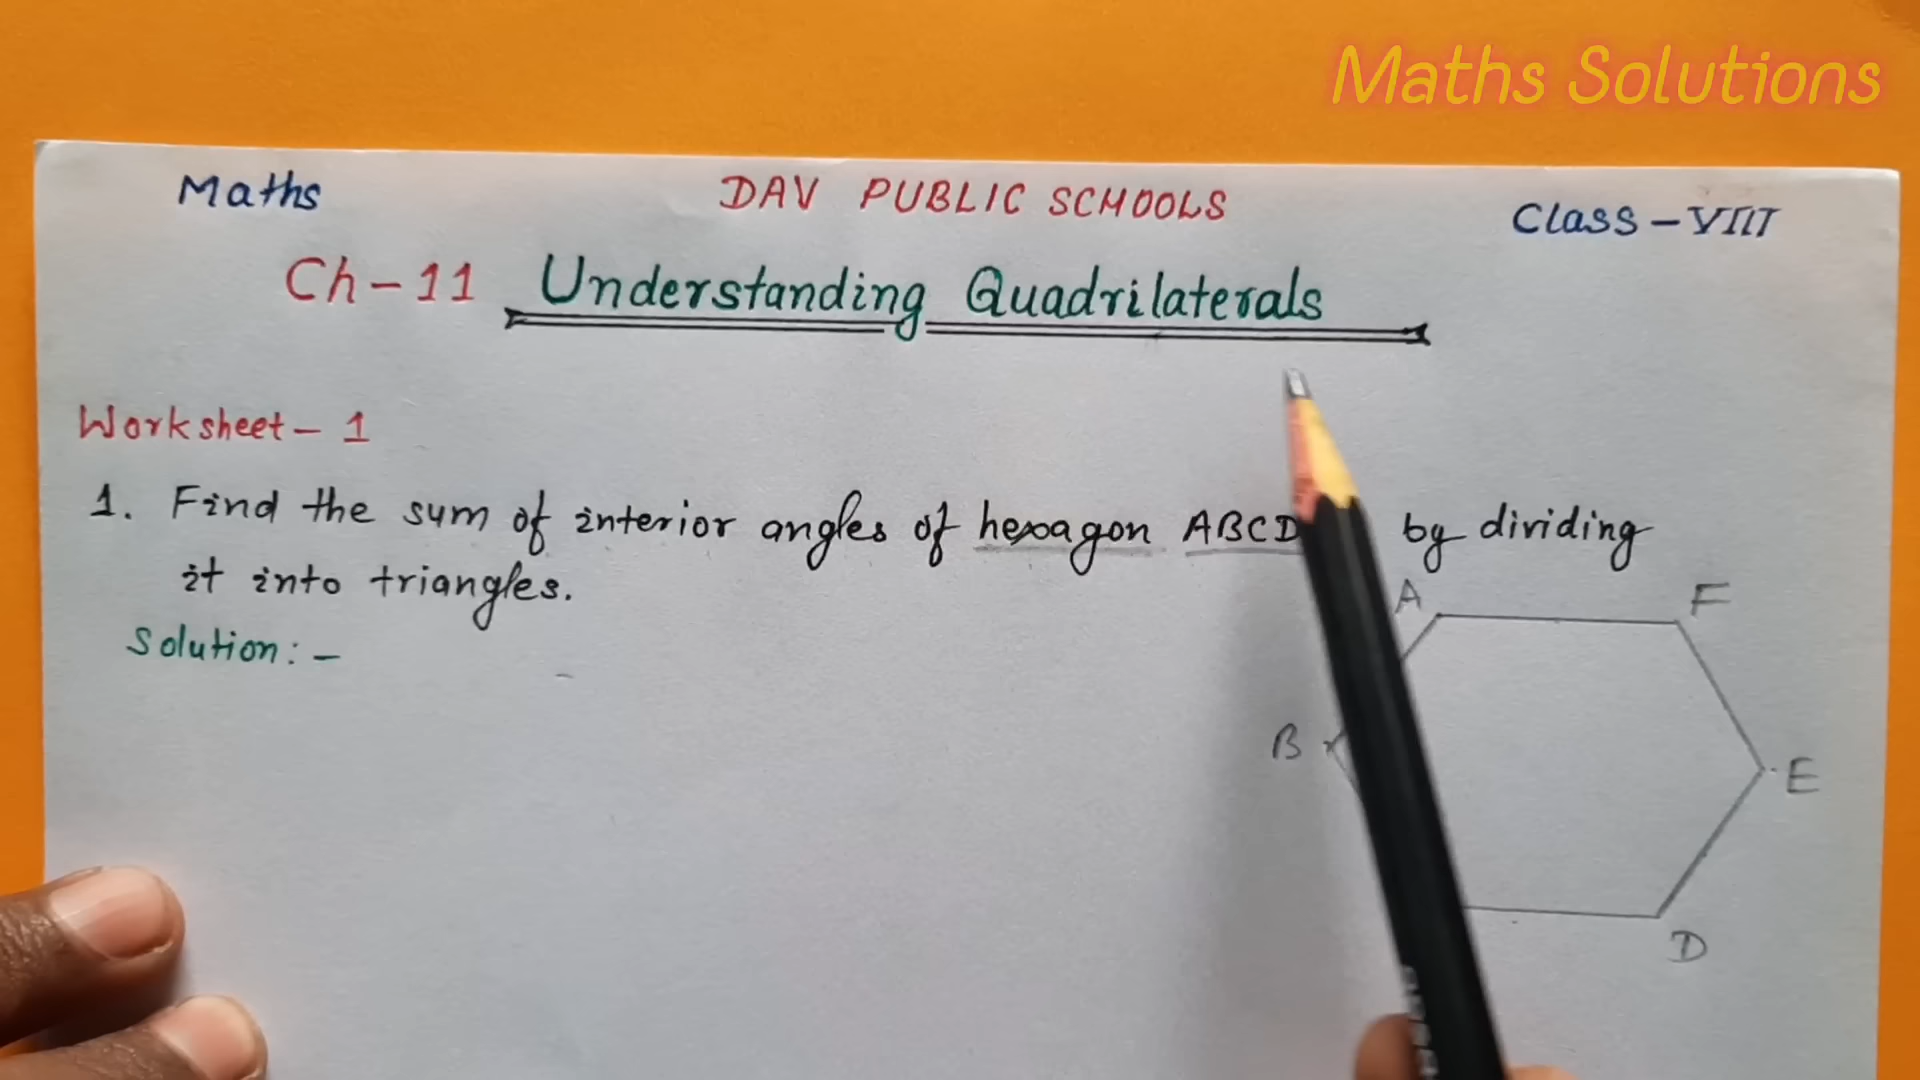 Maths Solutions
Maths DAV PUBLIC SCHOOLS Class-VIII
Ch-11 Understanding Quadrilaterals
Worksheet-1
1. Find the sum of interior angles of hexagon ABCD by dividing
it into triangles.
Solution:-
A F
B E
D